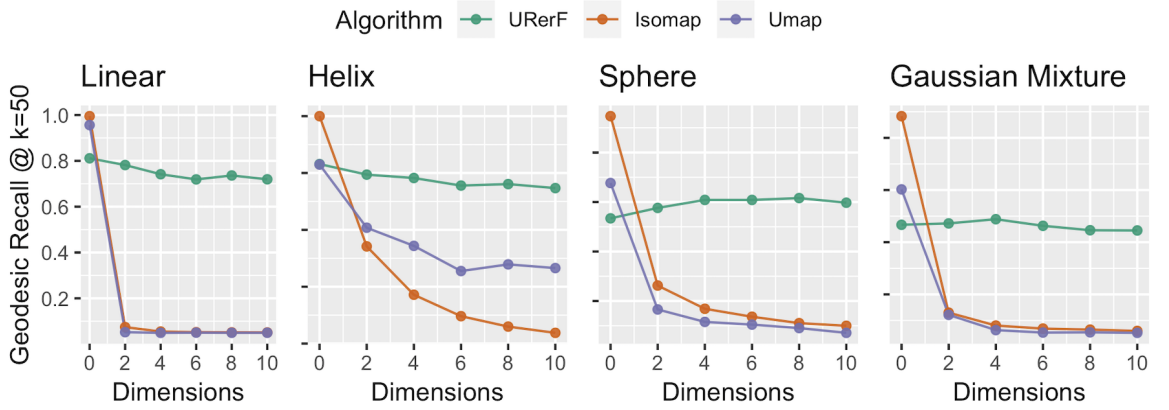 Algorithm URerF Isomap Umap
Linear Helix Sphere Gaussian Mixture
Geodesic Recall @ k=50
1.0
0.8
0.6
0.4
0.2
0 2 4 6 8 10 0 2 4 6 8 10 0 2 4 6 8 10 0 2 4 6 8 10
Dimensions Dimensions Dimensions Dimensions